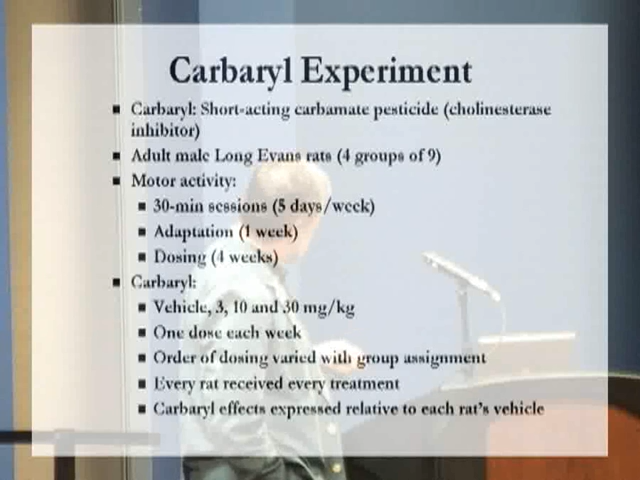 Carbaryl Experiment
Carbaryl: Short-acting carbamate pesticide (cholinesterase
inhibitor)
Adult male Long Evans rats (4 groups of 9)
Motor activity:
30-min sessions (5 days/week)
Adaptation (1 week)
Dosing (4 weeks)
Carbaryl:
Vehicle, 3, 10 and 30 mg/kg
One dose each week
Order of dosing varied with group assignment
Every rat received every treatment
Carbaryl effects expressed relative to each rat's vehicle